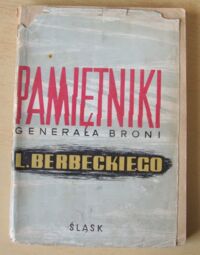 PAMIĘTNIKI
GENERAŁA BRONI
L. BERBECKIEGO
ŚLĄSK